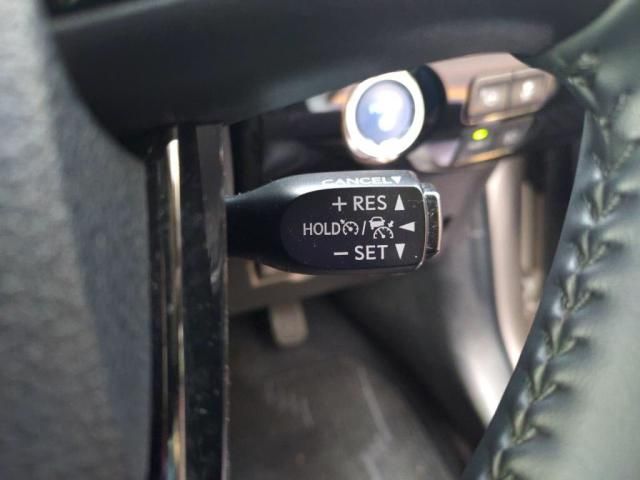 CANCEL▼
+ RES ▲
HOLD / ◀
− SET ▼